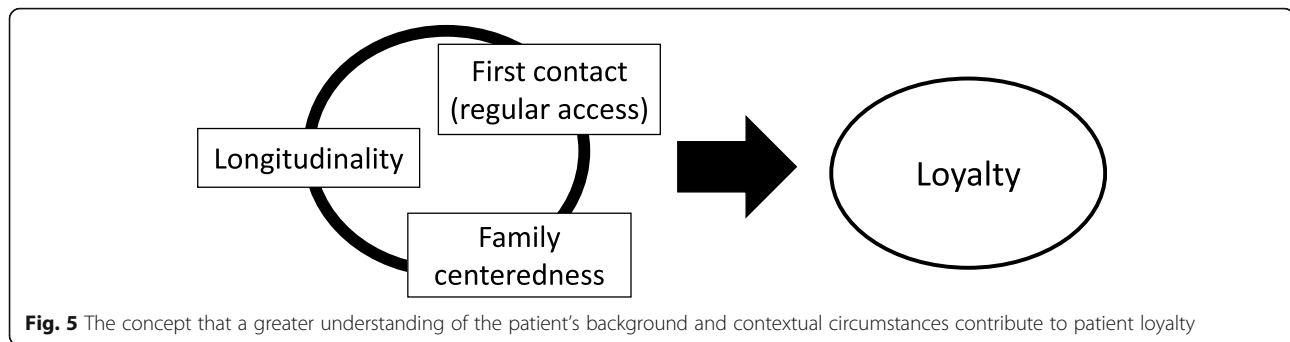 First contact
(regular access)
Longitudinality
Family
centeredness
Loyalty
Fig. 5 The concept that a greater understanding of the patient's background and contextual circumstances contribute to patient loyalty